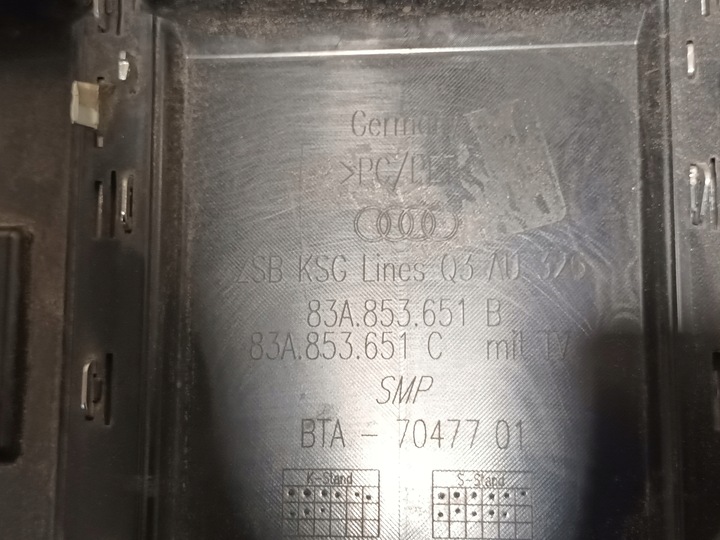 Germany
>PC/PET<
ZSB KSG Lines Q3 AU 326
83A.853.651 B
83A.853.651 C mit
SMP
BTA - 70477 01
K-Stand S-Stand